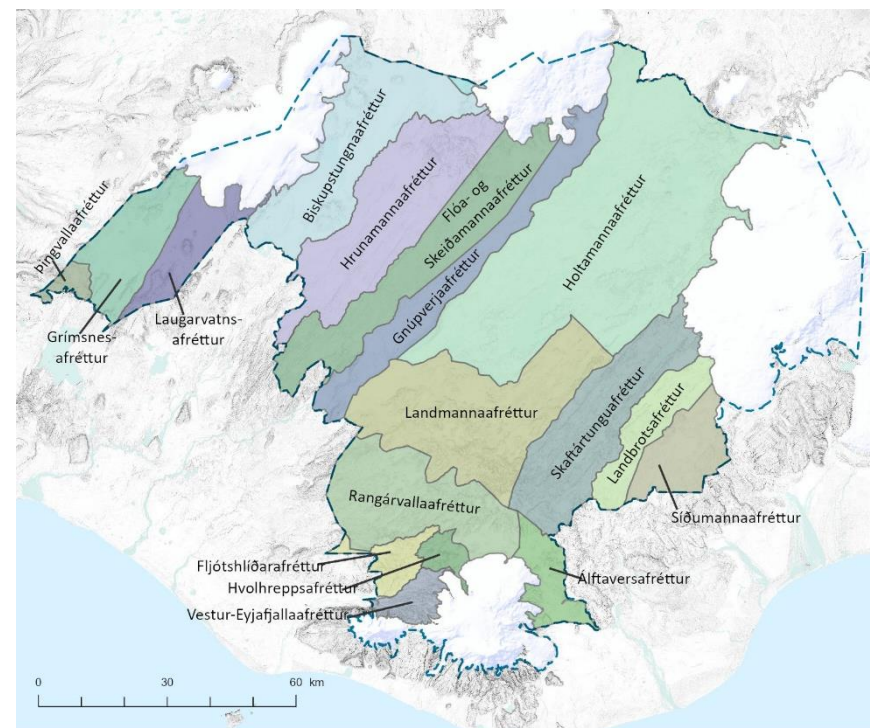 Biskupstungnaafréttur
Hrunamannaafréttur
Flóa- og
Skeiðamannaafréttur
Gnúpverjaafréttur
Holtamannaafréttur
Þingvallaafréttur
Grímsnes-
afréttur
Laugarvatns-
afréttur
Landmannaafréttur
Skaftártunguafréttur
Landbrotsafréttur
Síðumannaafréttur
Rangárvallaafréttur
Fljótshlíðarafréttur
Hvolhreppsafréttur
Vestur-Eyjafjallaafréttur
Álftaversafréttur
0 30 60 km